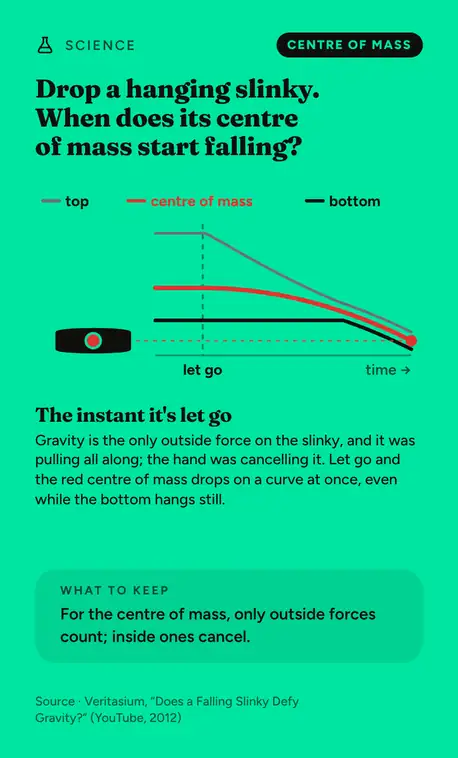 SCIENCE
CENTRE OF MASS
Drop a hanging slinky.
When does its centre
of mass start falling?
top
centre of mass
bottom
let go
time →
The instant it's let go
Gravity is the only outside force on the slinky, and it was
pulling all along; the hand was cancelling it. Let go and
the red centre of mass drops on a curve at once, even
while the bottom hangs still.
WHAT TO KEEP
For the centre of mass, only outside forces
count; inside ones cancel.
Source · Veritasium, “Does a Falling Slinky Defy
Gravity?” (YouTube, 2012)